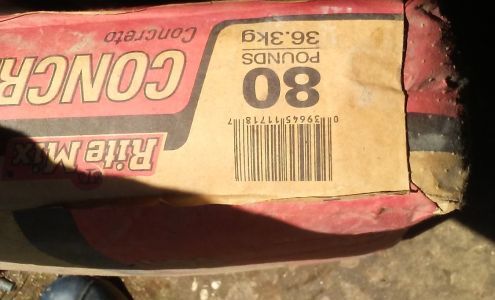 Rite Mix
0 39645 11718 7
80
POUNDS
36.3kg
CONCR
Concreto